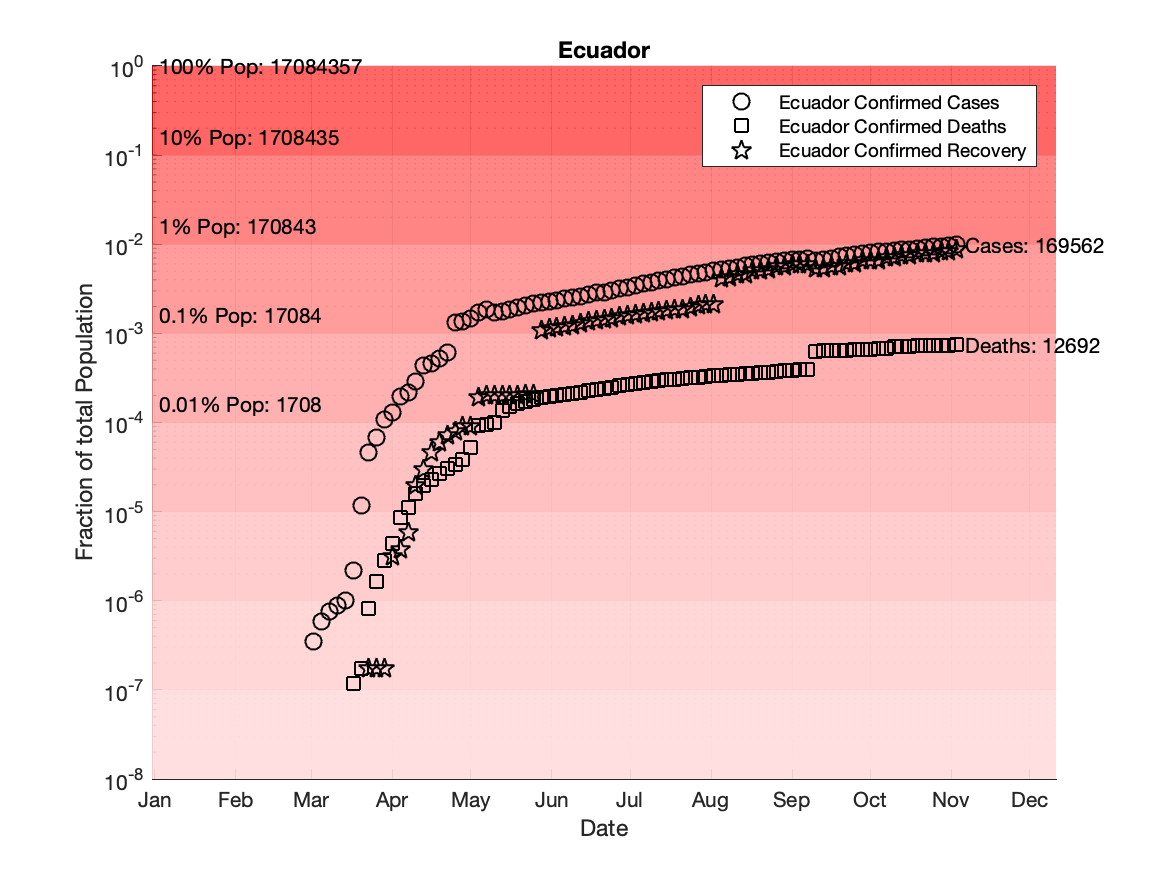 Ecuador
100% Pop: 17084357
10% Pop: 1708435
1% Pop: 170843
0.1% Pop: 17084
0.01% Pop: 1708
Ecuador Confirmed Cases
Ecuador Confirmed Deaths
Ecuador Confirmed Recovery
Cases: 169562
Deaths: 12692
Fraction of total Population
10^0
10^-1
10^-2
10^-3
10^-4
10^-5
10^-6
10^-7
10^-8
Jan Feb Mar Apr May Jun Jul Aug Sep Oct Nov Dec
Date